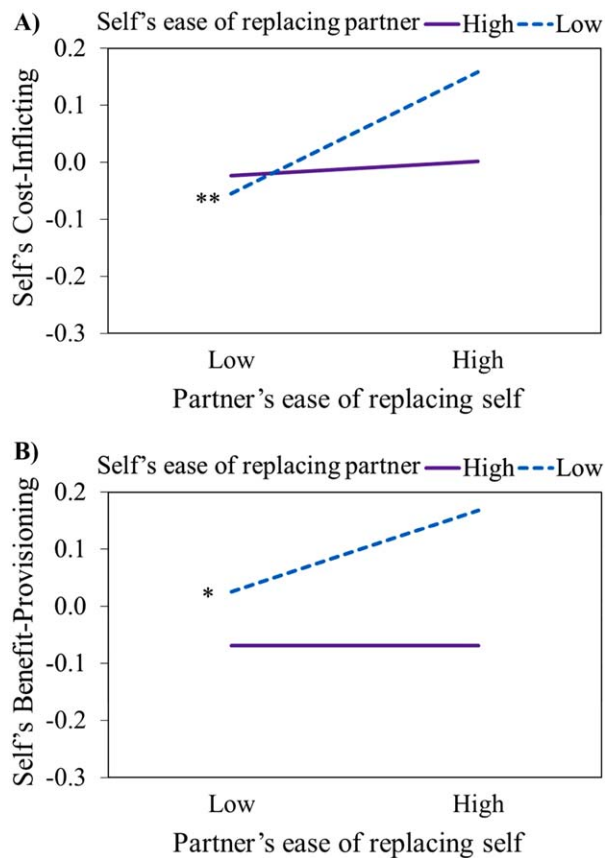 A)
Self's ease of replacing partner High Low
0.2
0.1
0.0
-0.1
-0.2
-0.3
**
Self's Cost-Inflicting
Low High
Partner's ease of replacing self
B)
Self's ease of replacing partner High Low
0.2
0.1
0.0
-0.1
-0.2
-0.3
*
Self's Benefit-Provisioning
Low High
Partner's ease of replacing self